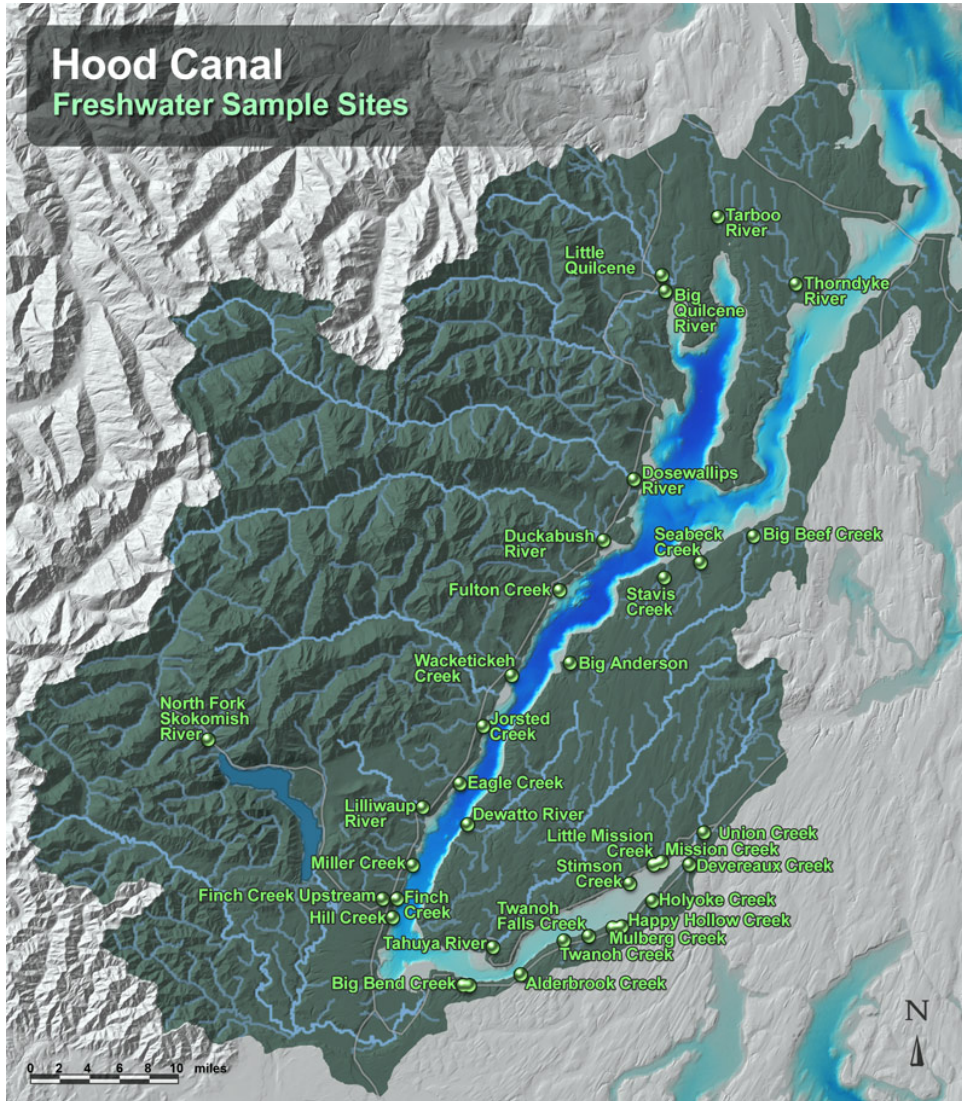 Hood Canal
Freshwater Sample Sites
Tarboo
River
Little
Quilcene
Big
Quilcene
River
Thorndyke
River
Dosewallips
River
Duckabush
River
Seabeck
Creek
Big Beef Creek
Fulton Creek
Stavis
Creek
Wacketickeh
Creek
Big Anderson
North Fork
Skokomish
River
Jorsted
Creek
Eagle Creek
Lilliwaup
River
Dewatto River
Little Mission
Creek
Union Creek
Mission Creek
Miller Creek
Stimson
Creek
Devereaux Creek
Finch Creek Upstream
Finch
Creek
Holyoke Creek
Hill Creek
Twanoh
Falls Creek
Happy Hollow Creek
Mulberg Creek
Tahuya River
Twanoh Creek
Big Bend Creek
Alderbrook Creek
N
0 2 4 6 8 10 miles